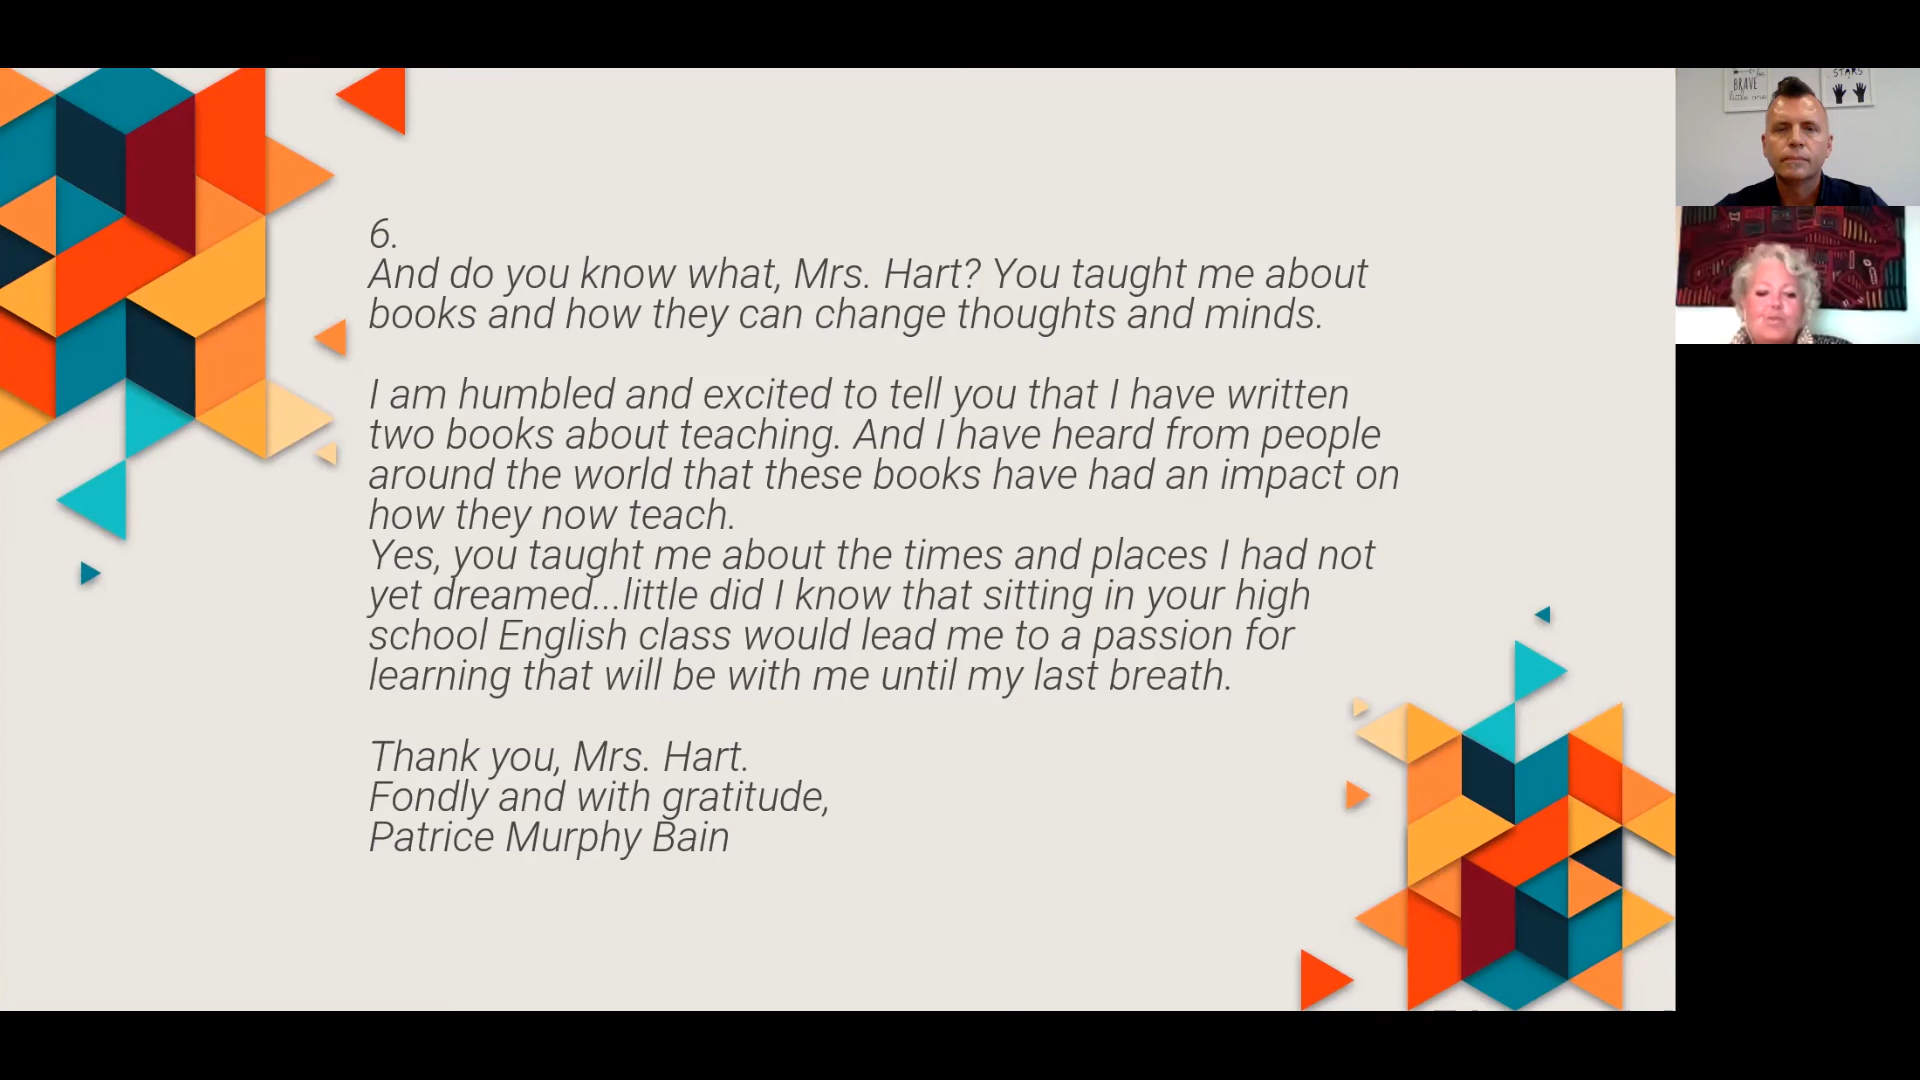 6.
And do you know what, Mrs. Hart? You taught me about
books and how they can change thoughts and minds.
I am humbled and excited to tell you that I have written
two books about teaching. And I have heard from people
around the world that these books have had an impact on
how they now teach.
Yes, you taught me about the times and places I had not
yet dreamed...little did I know that sitting in your high
school English class would lead me to a passion for
learning that will be with me until my last breath.
Thank you, Mrs. Hart.
Fondly and with gratitude,
Patrice Murphy Bain
BRAVE
little one
STARS